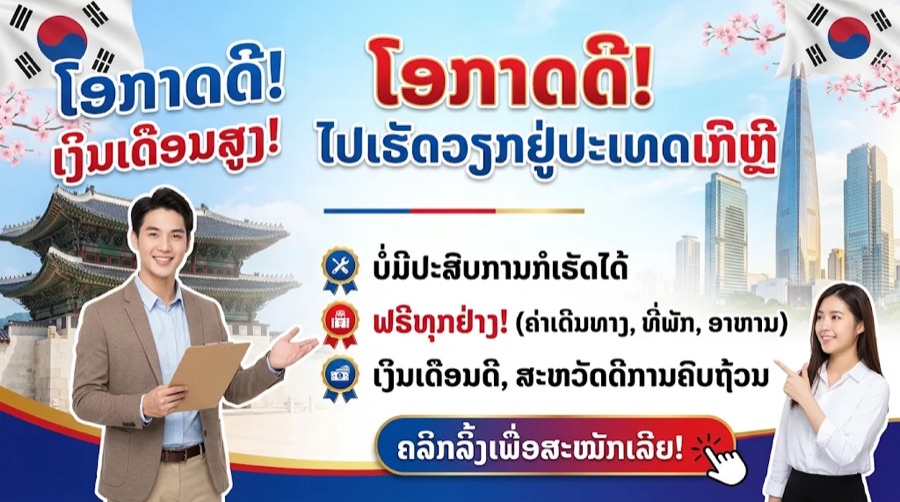 ໂອກາດດີ!
ເງິນເດືອນສູງ!
ໂອກາດດີ!
ໄປເຮັດວຽກຢູ່ປະເທດເກົາຫຼີ
ບໍ່ມີປະສົບການກໍເຮັດໄດ້
ຟຣີທຸກຢ່າງ! (ຄ່າເດີນທາງ, ທີ່ພັກ, ອາຫານ)
ເງິນເດືອນດີ, ສະຫວັດດີການຄົບຖ້ວນ
ຄລິກລິ້ງເພື່ອສະໝັກເລີຍ!